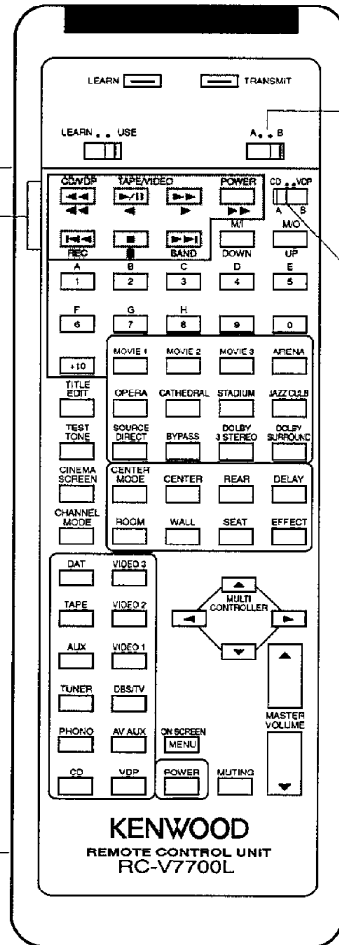 LEARN TRANSMIT
LEARN USE A B
CD/VDP TAPE/VIDEO POWER CD VDP
A B
M/I M/O
REC BAND DOWN UP
A B C D E
1 2 3 4 5
F G H
6 7 8 9 0
+10 MOVIE 1 MOVIE 2 MOVIE 3 ARENA
TITLE EDIT OPERA CATHEDRAL STADIUM JAZZ CULB
TEST TONE SOURCE DIRECT BYPASS DOLBY 3 STEREO DOLBY SURROUND
CINEMA SCREEN CENTER MODE CENTER REAR DELAY
CHANNEL MODE ROOM WALL SEAT EFFECT
DAT VIDEO 3
MULTI CONTROLLER
TAPE VIDEO 2
AUX VIDEO 1
TUNER DBS/TV
MASTER VOLUME
PHONO AV AUX ON SCREEN
MENU
CD VDP POWER MUTING
KENWOOD
REMOTE CONTROL UNIT
RC-V7700L